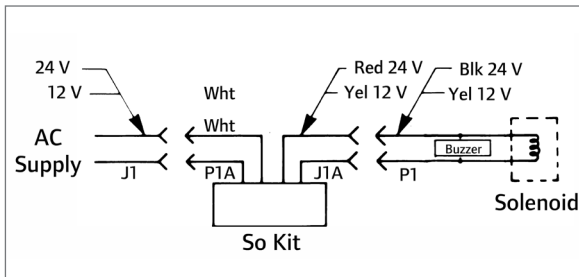 24 V
12 V
Wht
Wht
Red 24 V
Yel 12 V
Blk 24 V
Yel 12 V
AC
Supply
J1
P1A
J1A
P1
Buzzer
So Kit
Solenoid